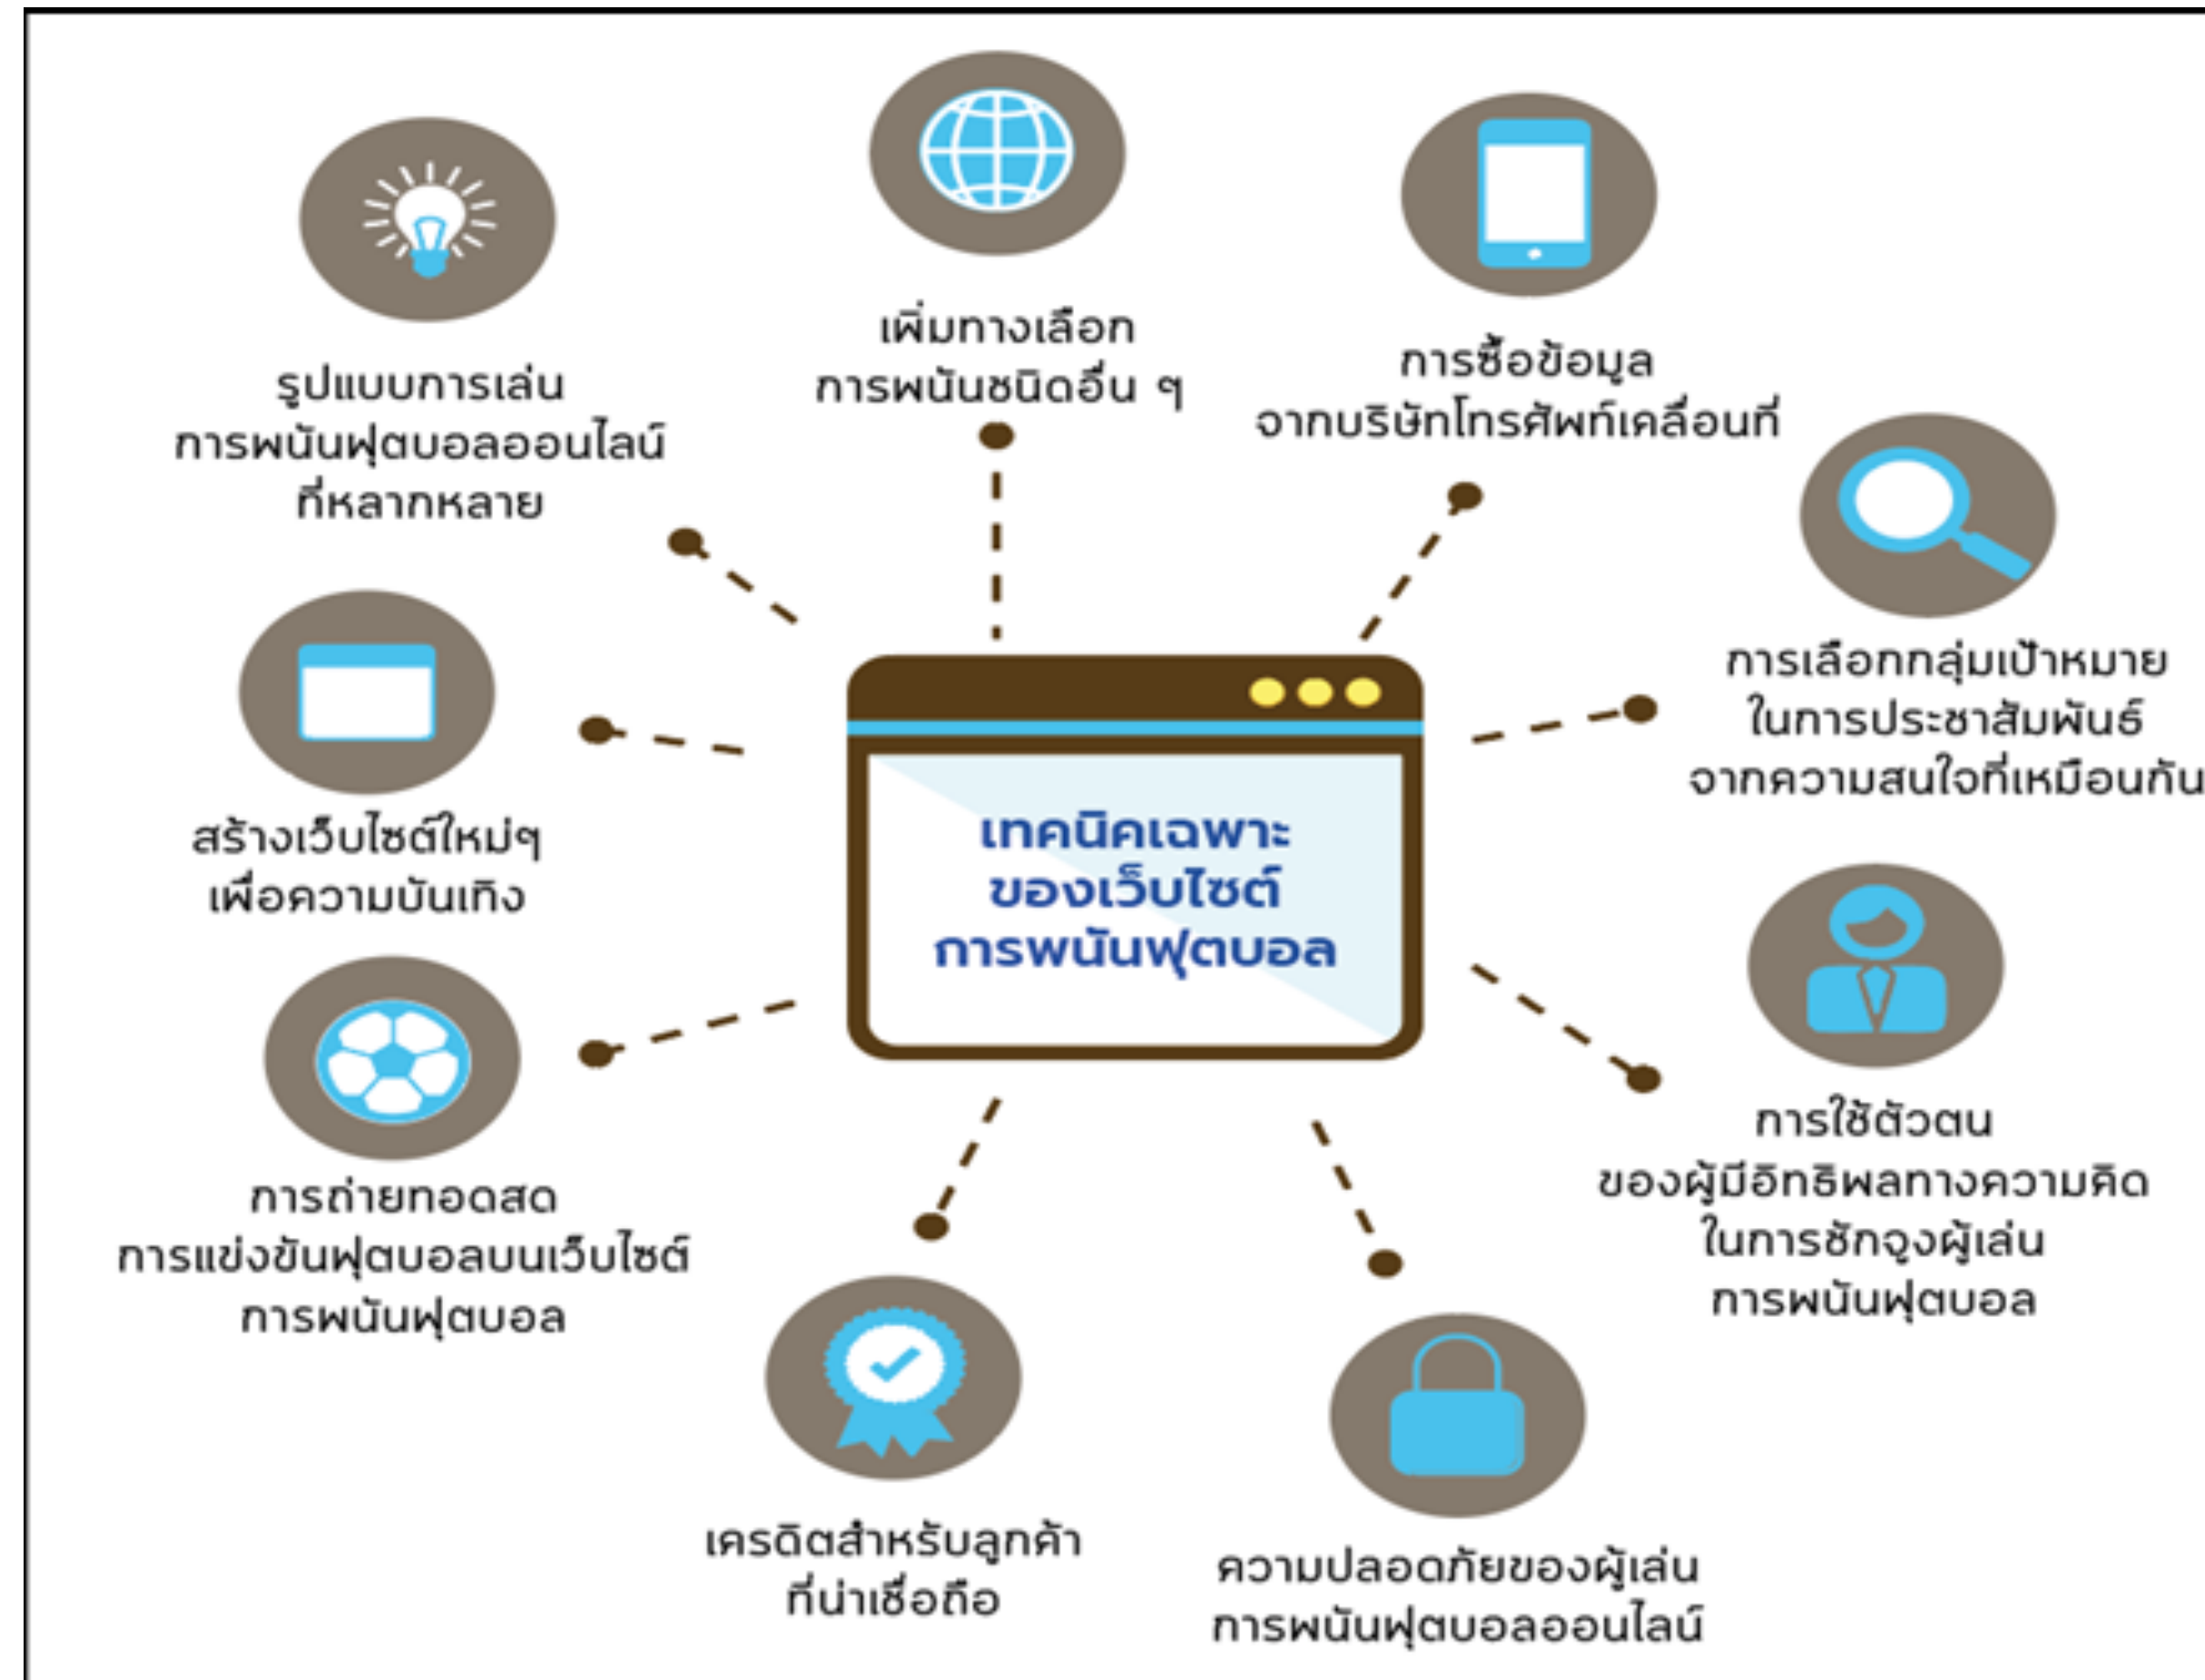 รูปแบบการเล่น
การพนันฟุตบอลออนไลน์
ที่หลากหลาย
เพิ่มทางเลือก
การพนันชนิดอื่น ๆ
การซื้อข้อมูล
จากบริษัทโทรศัพท์เคลื่อนที่
การเลือกกลุ่มเป้าหมาย
ในการประชาสัมพันธ์
จากความสนใจที่เหมือนกัน
สร้างเว็บไซต์ใหม่ๆ
เพื่อความบันเทิง
เทคนิคเฉพาะ
ของเว็บไซต์
การพนันฟุตบอล
การใช้ตัวตน
ของผู้มีอิทธิพลทางความคิด
ในการชักจูงผู้เล่น
การพนันฟุตบอล
การถ่ายทอดสด
การแข่งขันฟุตบอลบนเว็บไซต์
การพนันฟุตบอล
เครดิตสำหรับลูกค้า
ที่น่าเชื่อถือ
ความปลอดภัยของผู้เล่น
การพนันฟุตบอลออนไลน์